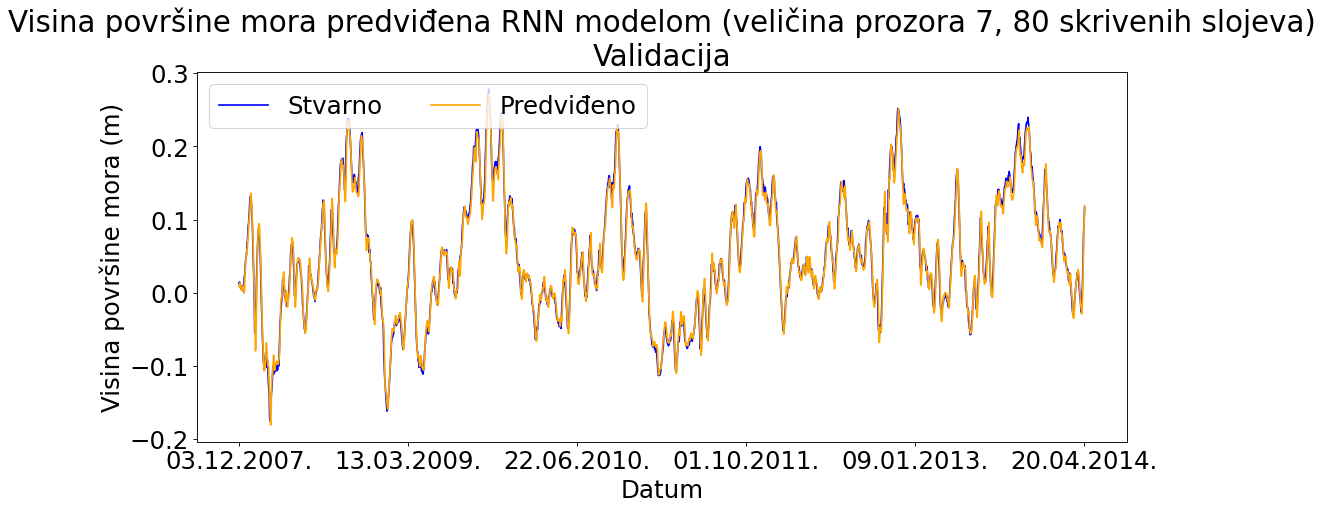 Visina površine mora predviđena RNN modelom (veličina prozora 7, 80 skrivenih slojeva)
Validacija
Stvarno
Predviđeno
Visina površine mora (m)
0.3
0.2
0.1
0.0
−0.1
−0.2
03.12.2007.
13.03.2009.
22.06.2010.
01.10.2011.
09.01.2013.
20.04.2014.
Datum